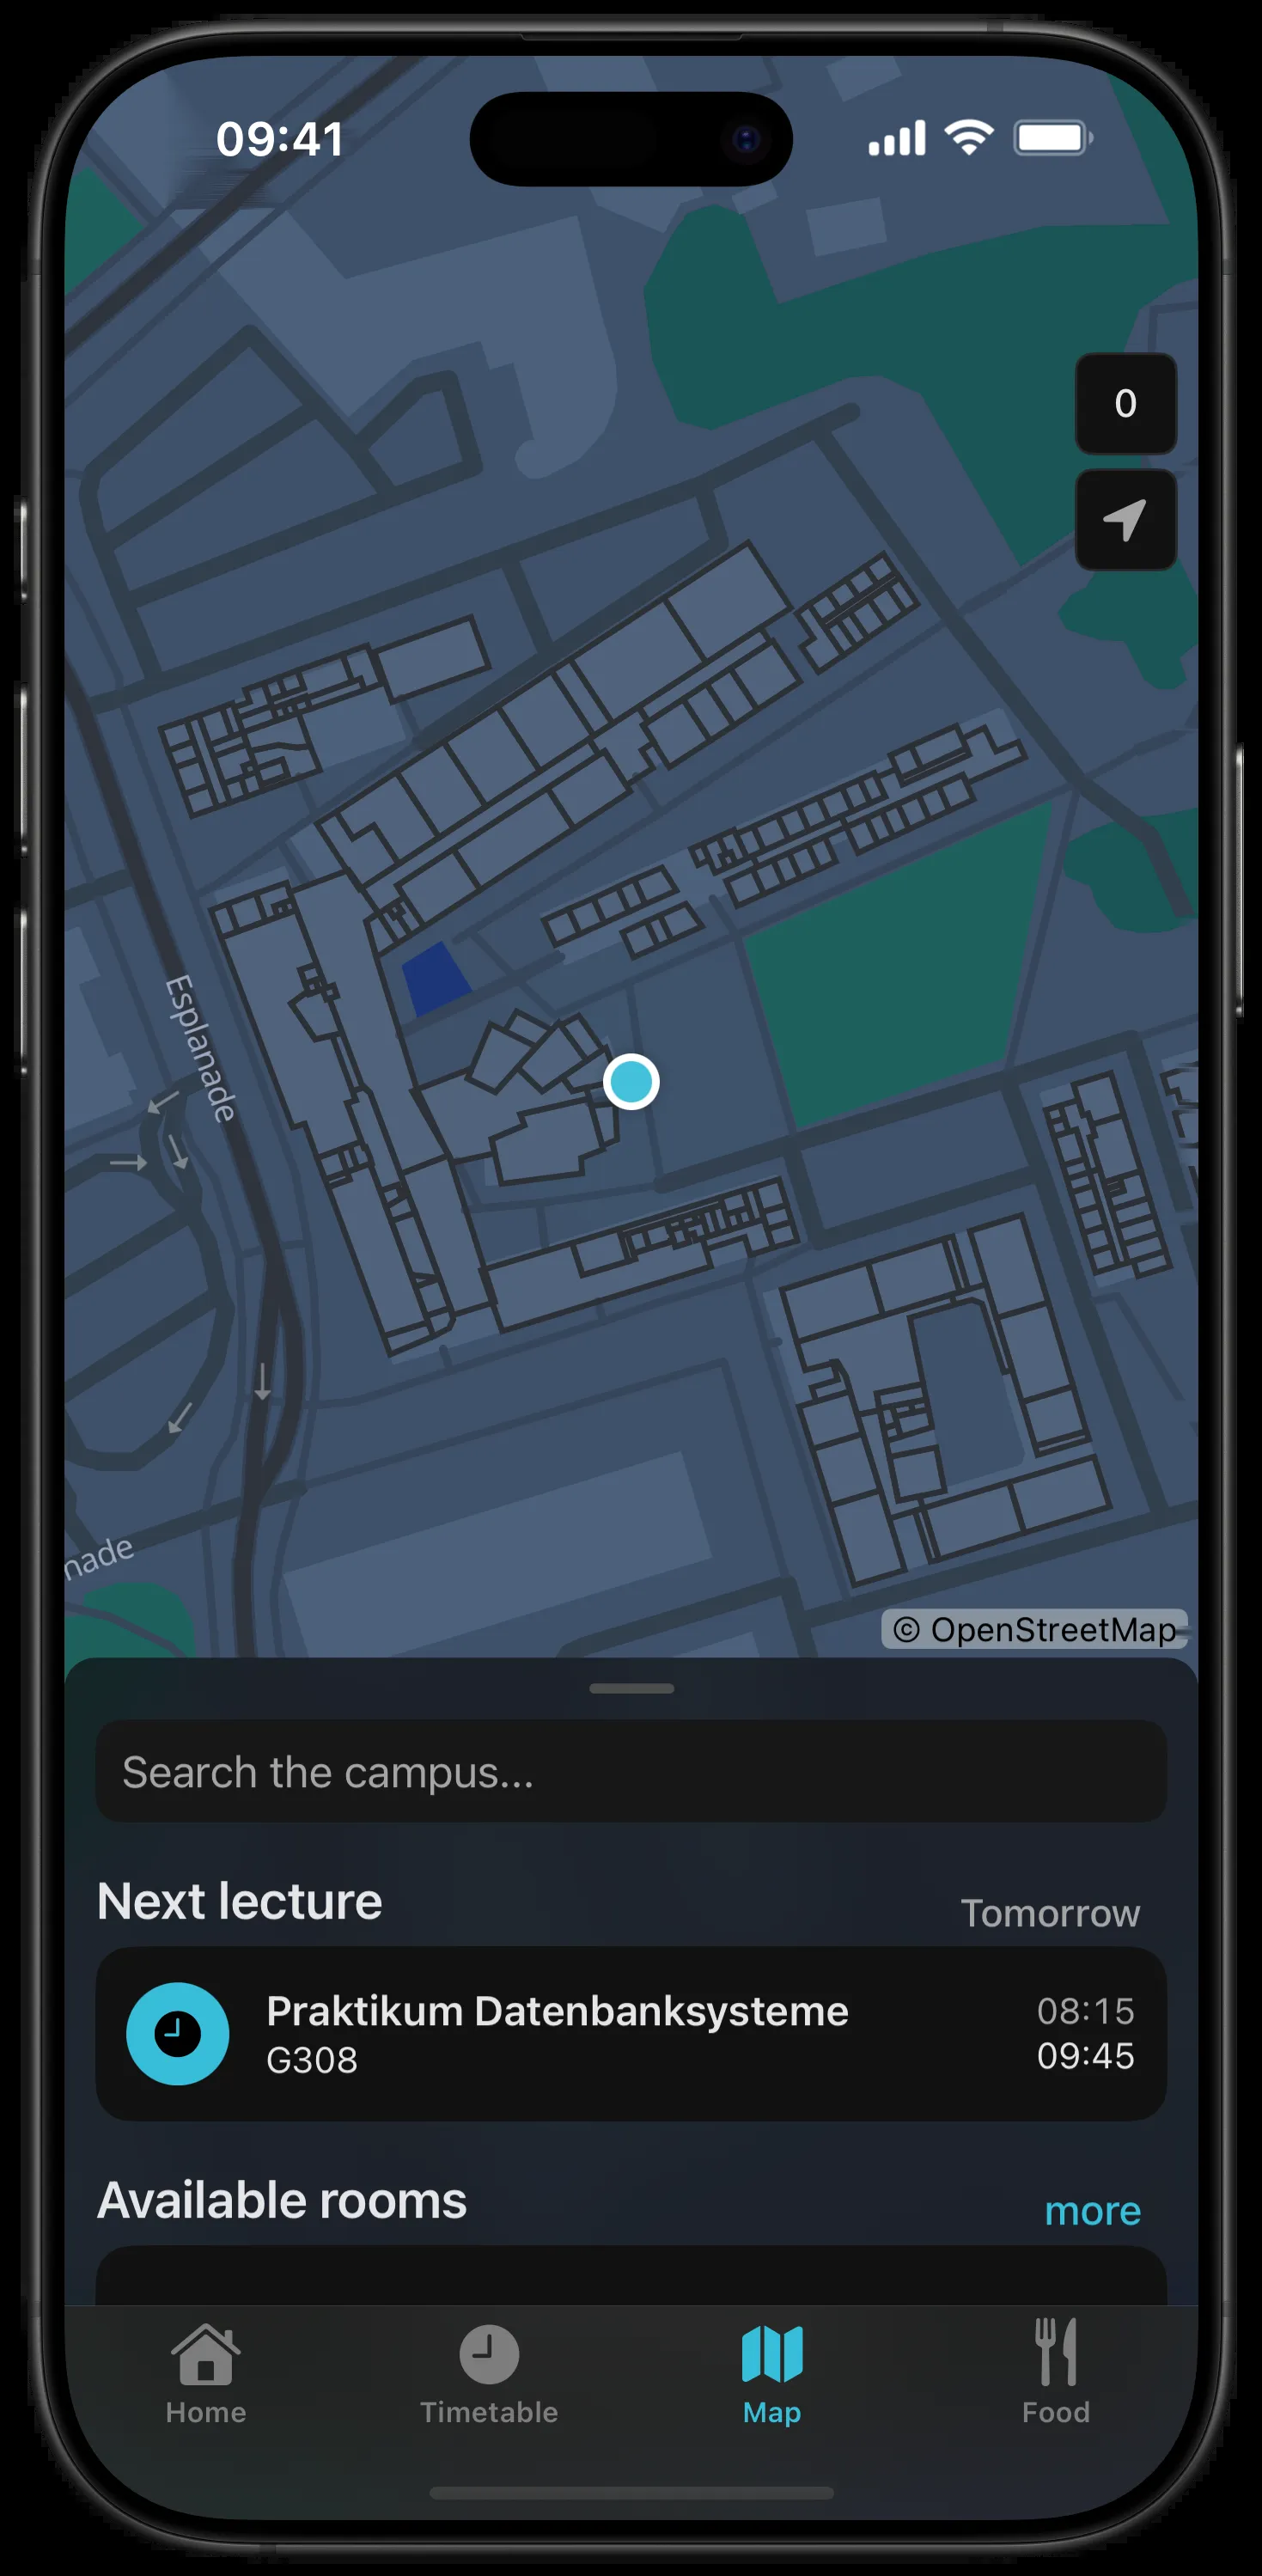 09:41
0
Esplanade
nade
© OpenStreetMap
Search the campus...
Next lecture
Tomorrow
Praktikum Datenbanksysteme
08:15
G308
09:45
Available rooms
more
Home
Timetable
Map
Food